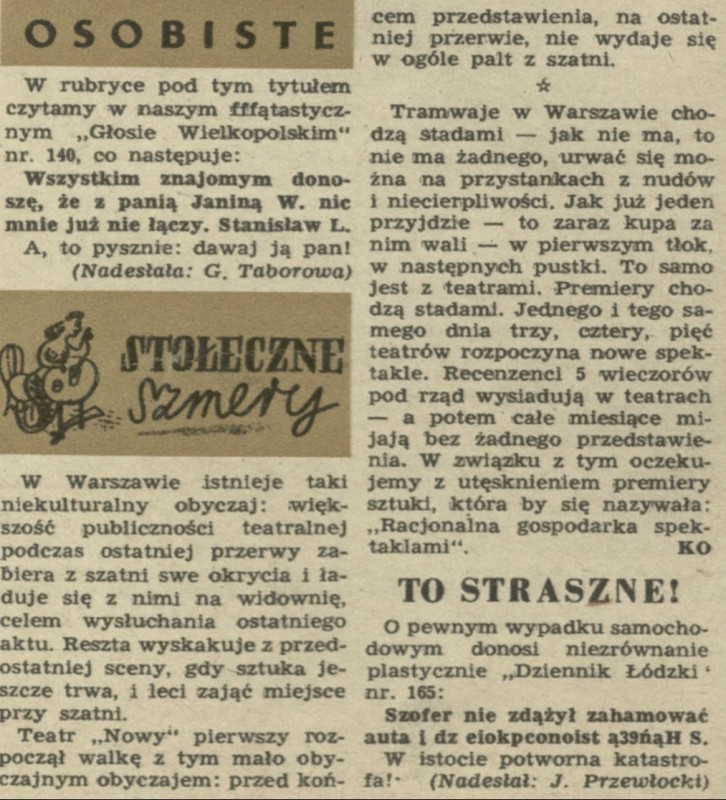 OSOBISTE
W rubryce pod tym tytułem
czytamy w naszym fffątastycz-
nym „Głosie Wielkopolskim"
nr. 140, co następuje:
Wszystkim znajomym dono-
szę, że z panią Janiną W. nic
mnie już nie łączy. Stanisław L.
A, to pysznie: dawaj ją pan!
(Nadesłała: G. Taborowa)
STOŁECZNE
Szmery
W Warszawie istnieje taki
niekulturalny obyczaj: więk-
szość publiczności teatralnej
podczas ostatniej przerwy za-
biera z szatni swe okrycia i ła-
duje się z nimi na widownię,
celem wysłuchania ostatniego
aktu. Reszta wyskakuje z przed-
ostatniej sceny, gdy sztuka je-
szcze trwa, i leci zająć miejsce
przy szatni.
Teatr „Nowy" pierwszy roz-
począł walkę z tym mało oby-
czajnym obyczajem: przed koń-
cem przedstawienia, na ostat-
niej przerwie, nie wydaje się
w ogóle palt z szatni.
☆
Tramwaje w Warszawie cho-
dzą stadami — jak nie ma, to
nie ma żadnego, urwać się mo-
żna na przystankach z nudów
i niecierpliwości. Jak już jeden
przyjdzie — to zaraz kupa za
nim wali — w pierwszym tłok,
w następnych pustki. To samo
jest z teatrami. Premiery cho-
dzą stadami. Jednego i tego sa-
mego dnia trzy, cztery, pięć
teatrów rozpoczyna nowe spek-
takle. Recenzenci 5 wieczorów
pod rząd wysiadują w teatrach
— a potem całe miesiące mi-
jają bez żadnego przedstawie-
nia. W związku z tym oczeku-
jemy z utęsknieniem premiery
sztuki, która by się nazywała:
„Racjonalna gospodarka spek-
taklami". KO
TO STRASZNE!
O pewnym wypadku samocho-
dowym donosi niezrównanie
plastycznie „Dziennik Łódzki'
nr. 165:
Szofer nie zdążył zahamować
auta i dz eiokpconoist ą39ńąH S.
W istocie potworna katastro-
fa! (Nadesłał: J. Przewłocki)